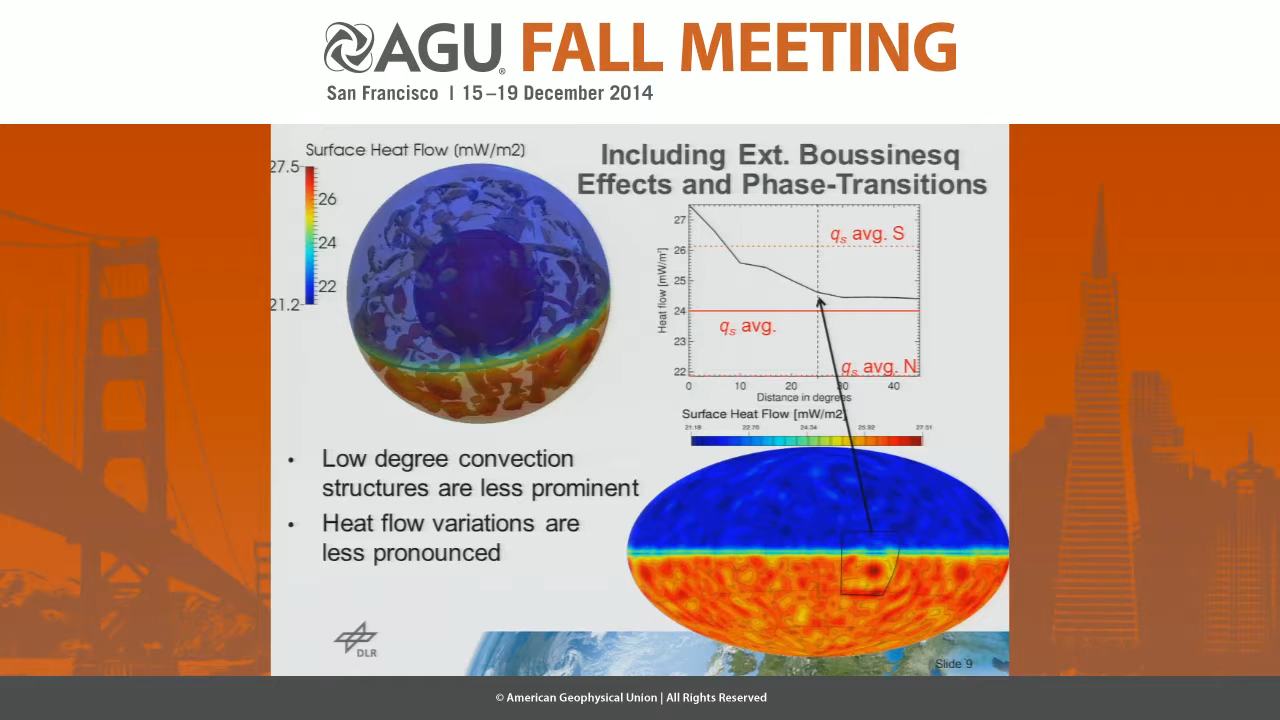 AGU® FALL MEETING
San Francisco | 15–19 December 2014
Surface Heat Flow (mW/m2)
27.5
26
24
22
21.2
Including Ext. Boussinesq
Effects and Phase-Transitions
27
26
25
24
23
22
Heat flow [mW/m²]
qs avg. S
qs avg.
qs avg. N
0 10 20 30 40
Distance in degrees
Surface Heat Flow [mW/m2]
21.18 22.76 24.34 25.92 27.51
• Low degree convection
structures are less prominent
• Heat flow variations are
less pronounced
DLR
Slide 9
© American Geophysical Union | All Rights Reserved